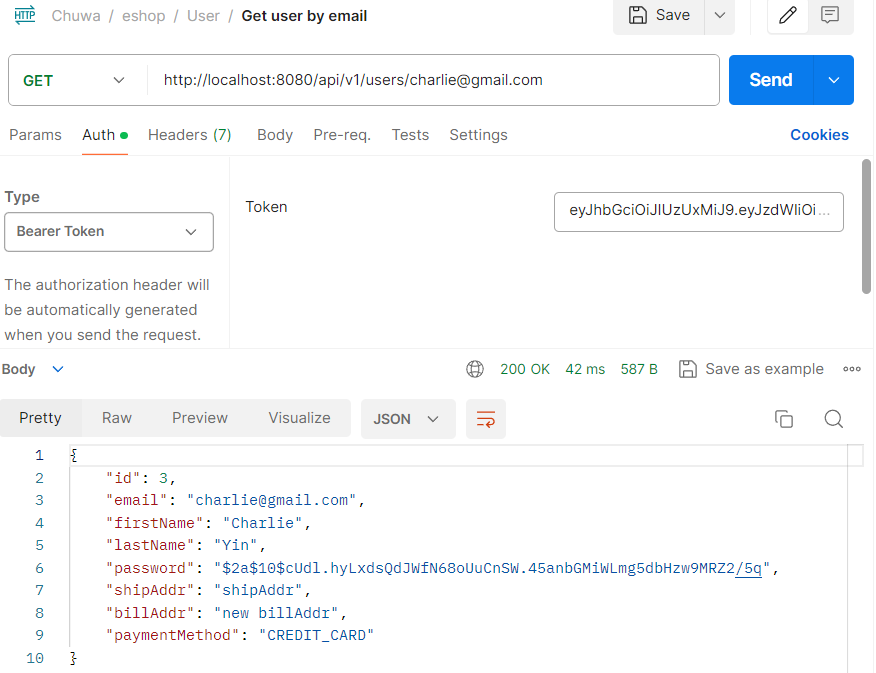 HTTP Chuwa / eshop / User / Get user by email Save
GET http://localhost:8080/api/v1/users/charlie@gmail.com Send
Params Auth Headers (7) Body Pre-req. Tests Settings Cookies
Type
Bearer Token
The authorization header will
be automatically generated
when you send the request.
Token eyJhbGciOiJIUzUxMiJ9.eyJzdWIiOi...
Body 200 OK 42 ms 587 B Save as example
Pretty Raw Preview Visualize JSON
1 {
2 "id": 3,
3 "email": "charlie@gmail.com",
4 "firstName": "Charlie",
5 "lastName": "Yin",
6 "password": "$2a$10$cUdl.hyLxdsQdJWfN68oUuCnSW.45anbGMiWLmg5dbHzw9MRZ2/5q",
7 "shipAddr": "shipAddr",
8 "billAddr": "new billAddr",
9 "paymentMethod": "CREDIT_CARD"
10 }